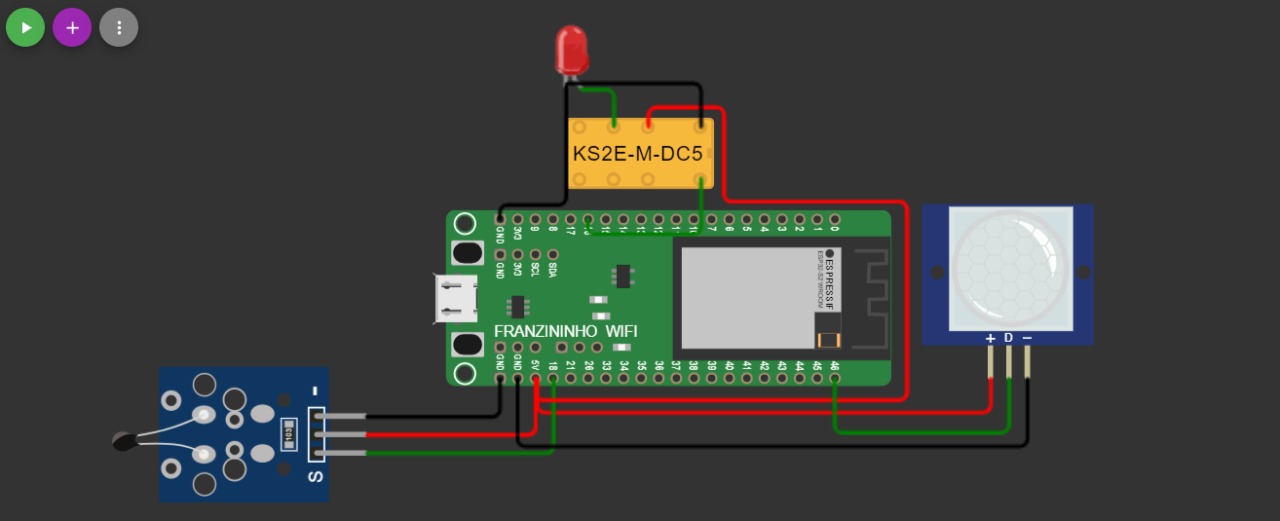 KS2E-M-DC5
GND 3V3 9 8 17 15 14 13 12 11 10 7 6 5 4 3 2 1 0
GND 3V3 SCL SDA
ESPRESSIF
ESP32-S2 WROOM
FRANZININHO WIFI
GND GND 5V 18 21 26 33 34 35 36 37 38 39 40 41 42 43 44 45 46
+ D −
-
103
S